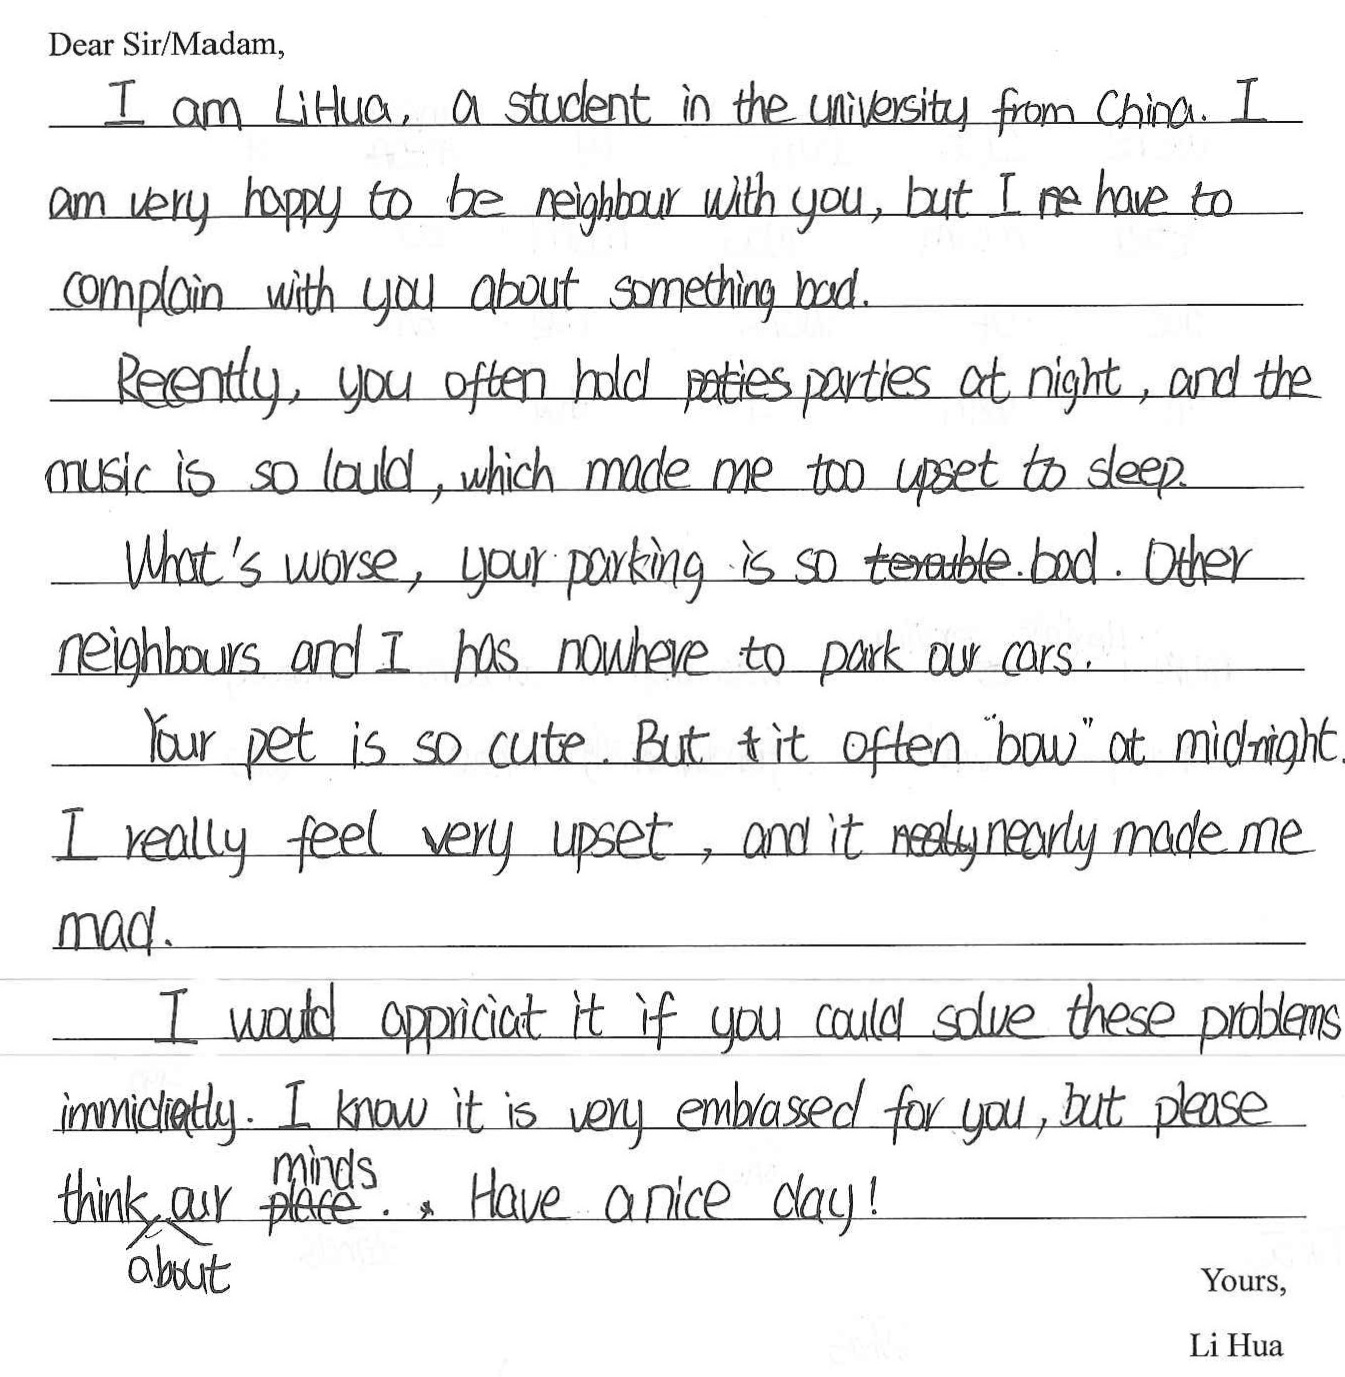 Dear Sir/Madam,
I am LiHua, a student in the university from China. I
am very happy to be neighbour with you, but I ne have to
complain with you about something bad.
Recently, you often hold paties parties at night, and the
music is so lould, which made me too upset to sleep.
What's worse, your parking is so terauble. bad. Other
neighbours and I has nowhere to park our cars.
Your pet is so cute. But t it often "bow" at midnight.
I really feel very upset, and it nealy nearly made me
mad.
I would appriciat it if you could solve these problems
immidiatly. I know it is very embrassed for you, but please
minds
think our place. Have a nice day!
about
Yours,
Li Hua